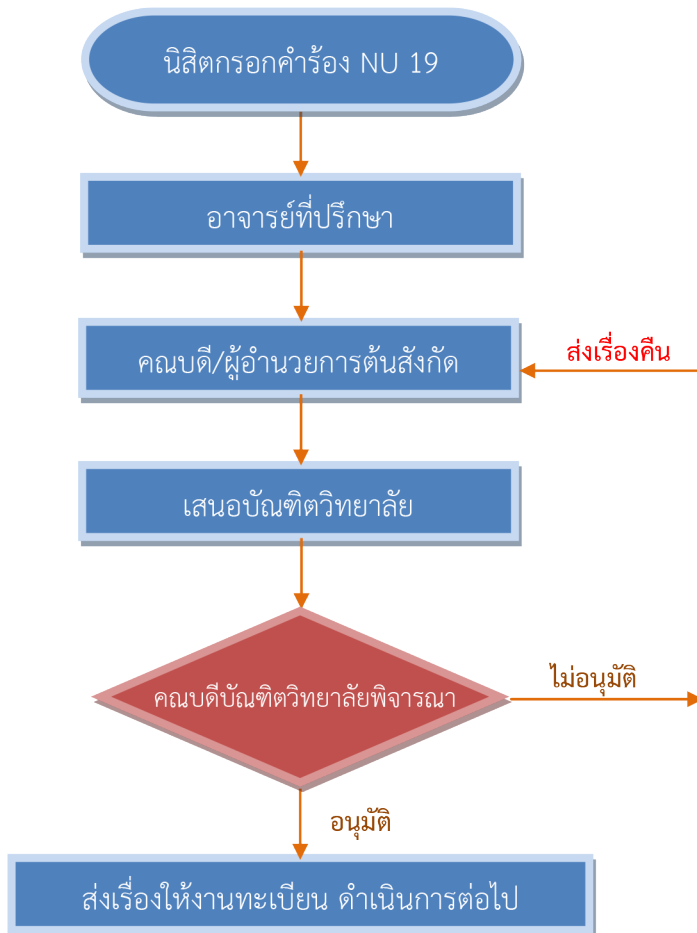 นิสิตกรอกคำร้อง NU 19
อาจารย์ที่ปรึกษา
คณบดี/ผู้อำนวยการต้นสังกัด
ส่งเรื่องคืน
เสนอบัณฑิตวิทยาลัย
คณบดีบัณฑิตวิทยาลัยพิจารณา
ไม่อนุมัติ
อนุมัติ
ส่งเรื่องให้งานทะเบียน ดำเนินการต่อไป